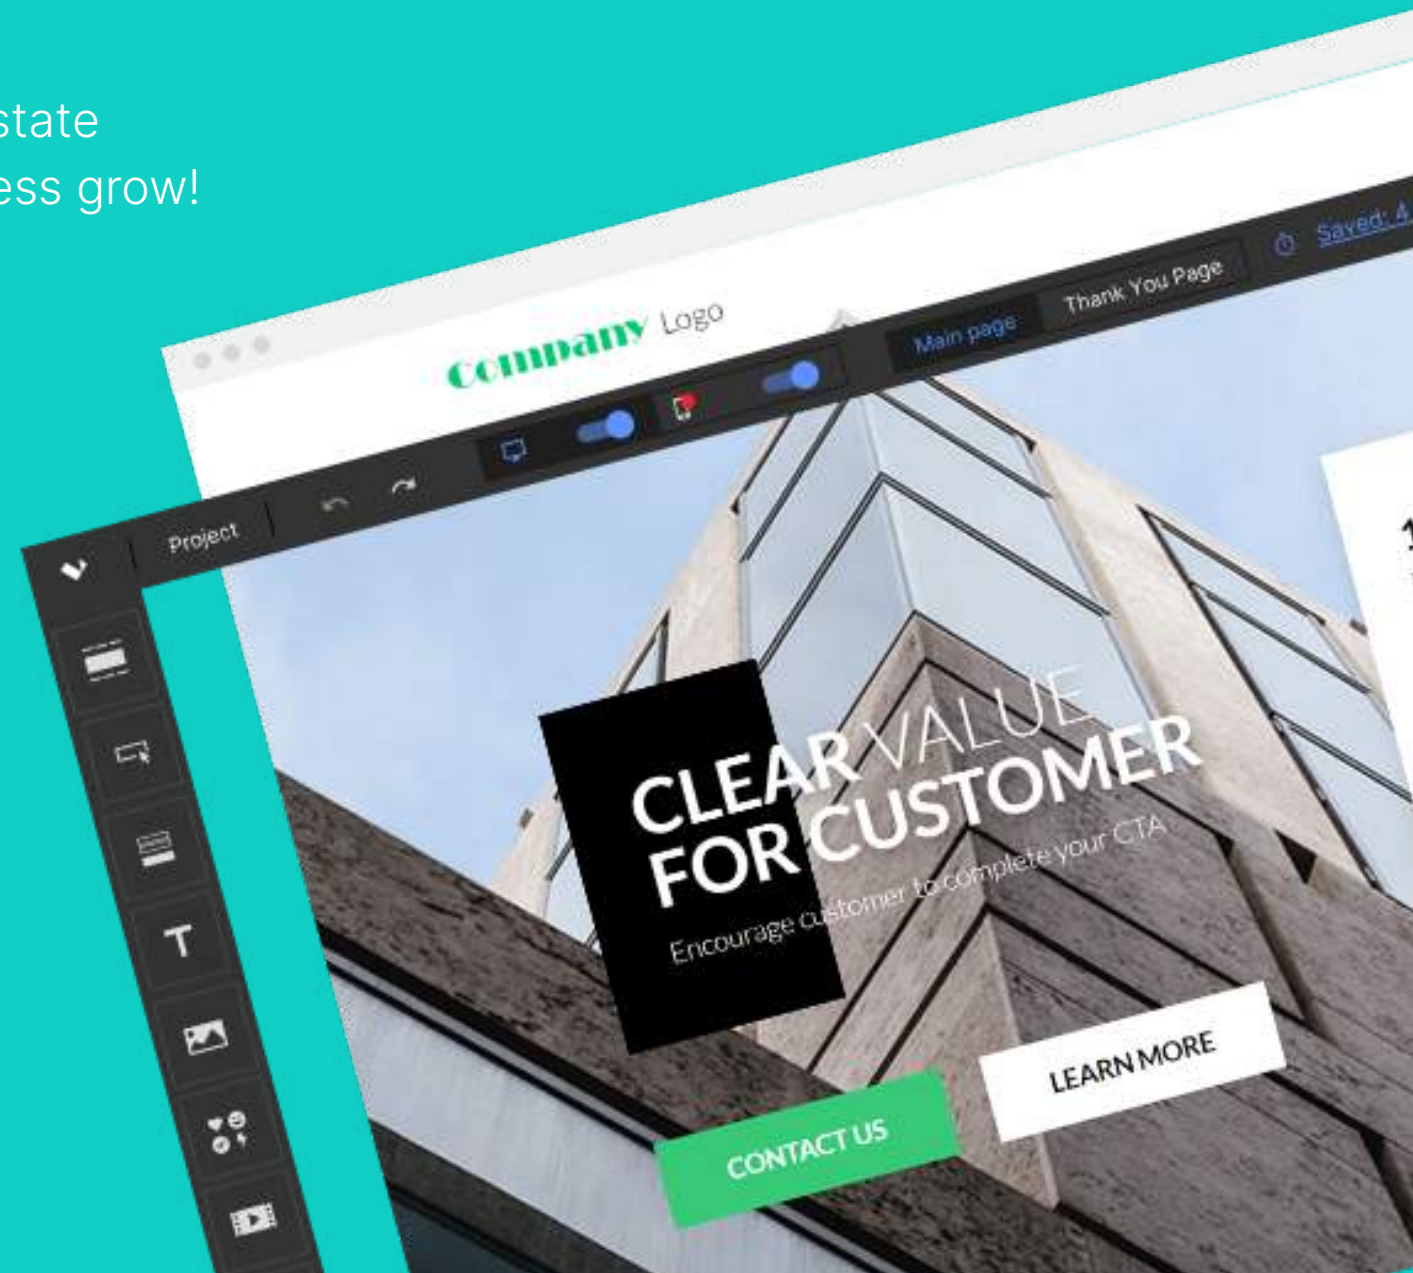 state
ess grow!
Company Logo
Saved: 4
Main page
Thank You Page
Project
CLEAR VALUE
FOR CUSTOMER
Encourage customer to complete your CTA
LEARN MORE
CONTACT US